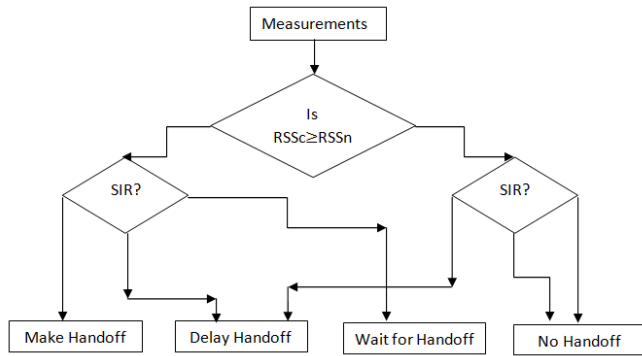 Measurements
Is
RSSc≥RSSn
SIR?
SIR?
Make Handoff
Delay Handoff
Wait for Handoff
No Handoff